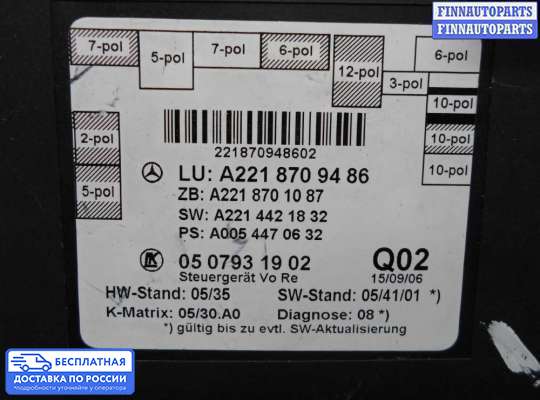 FINNAUTOPARTS
FINNAUTOPARTS
7-pol
5-pol
7-pol
6-pol
12-pol
6-pol
3-pol
10-pol
2-pol
10-pol
5-pol
10-pol
221870948602
LU: A221 870 94 86
ZB: A221 870 10 87
SW: A221 442 18 32
PS: A005 447 06 32
05 0793 19 02
Q02
Steuergerät Vo Re
15/09/06
HW-Stand: 05/35
SW-Stand: 05/41/01 *)
K-Matrix: 05/30.A0
Diagnose: 08 *)
*) gültig bis zu evtl. SW-Aktualisierung
БЕСПЛАТНАЯ
ДОСТАВКА ПО РОССИИ
*подробности уточняйте у оператора